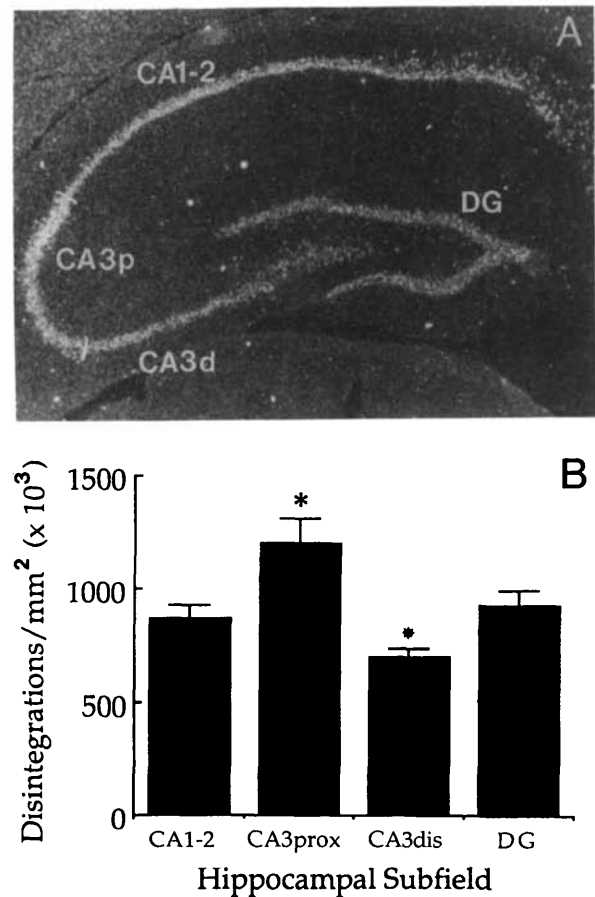 A
CA1-2
DG
CA3p
CA3d
B
Disintegrations/mm² (x 10³)
1500
1000
500
0
*
*
CA1-2
CA3prox
CA3dis
DG
Hippocampal Subfield